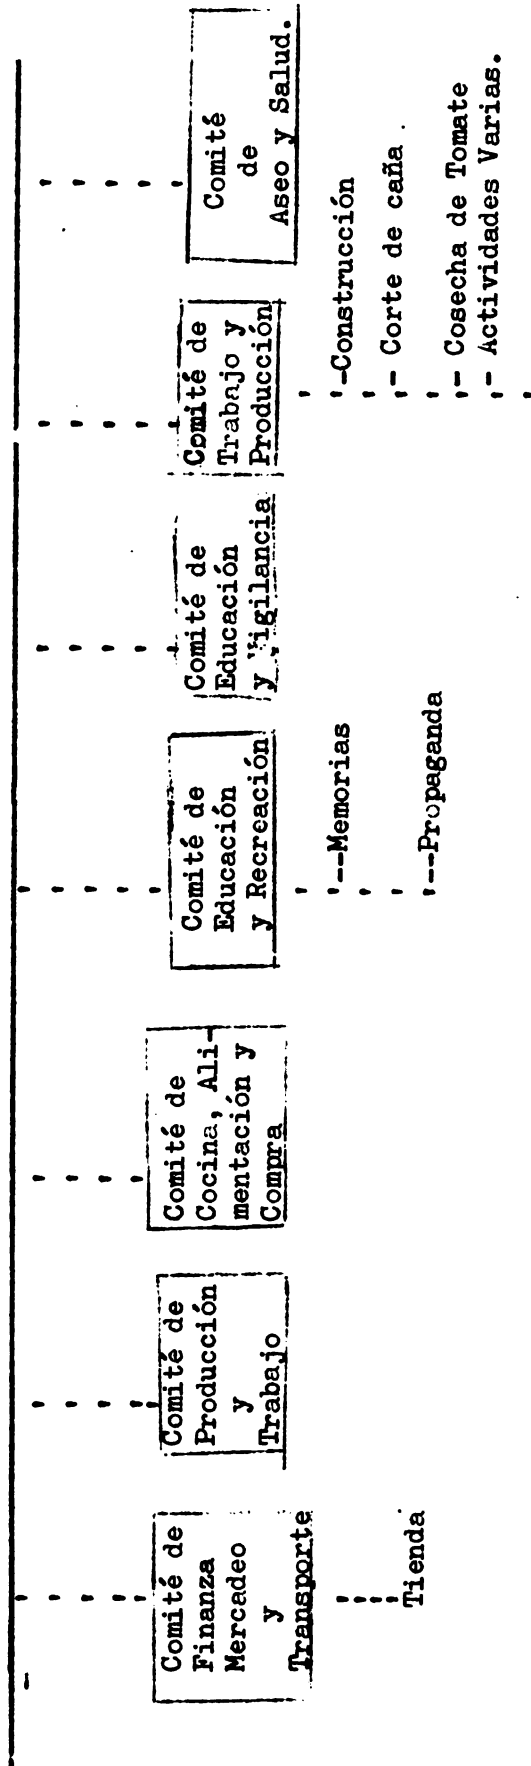 Comité de
Finanza
Mercadeo
y
Transporte
Tienda
Comité de
Producción
y
Trabajo
Comité de
Cocina, Ali-
mentación y
Compra
Comité de
Educación
y Recreación
--Memorias
---Propaganda
Comité de
Educación
y Vigilancia
Comité de
Trabajo y
Producción
-Construcción
- Corte de caña.
- Cosecha de Tomate
- Actividades Varias.
Comité
de
Aseo y Salud.